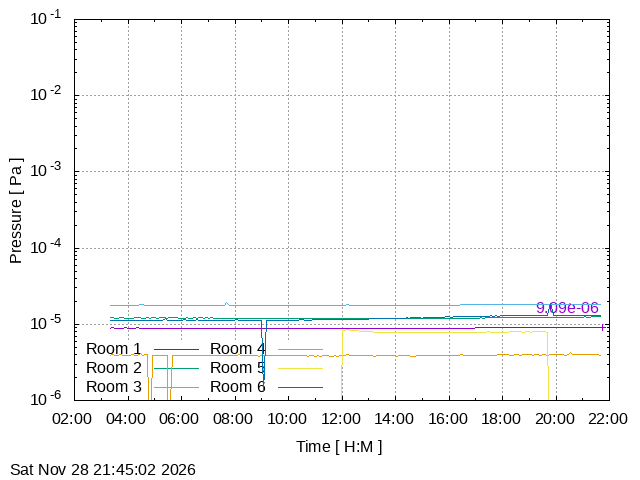 10^-1
10^-2
10^-3
10^-4
10^-5
10^-6
Pressure [ Pa ]
9.09e-06
Room 1 Room 4
Room 2 Room 5
Room 3 Room 6
02:00 04:00 06:00 08:00 10:00 12:00 14:00 16:00 18:00 20:00 22:00
Time [ H:M ]
Sat Nov 28 21:45:02 2026